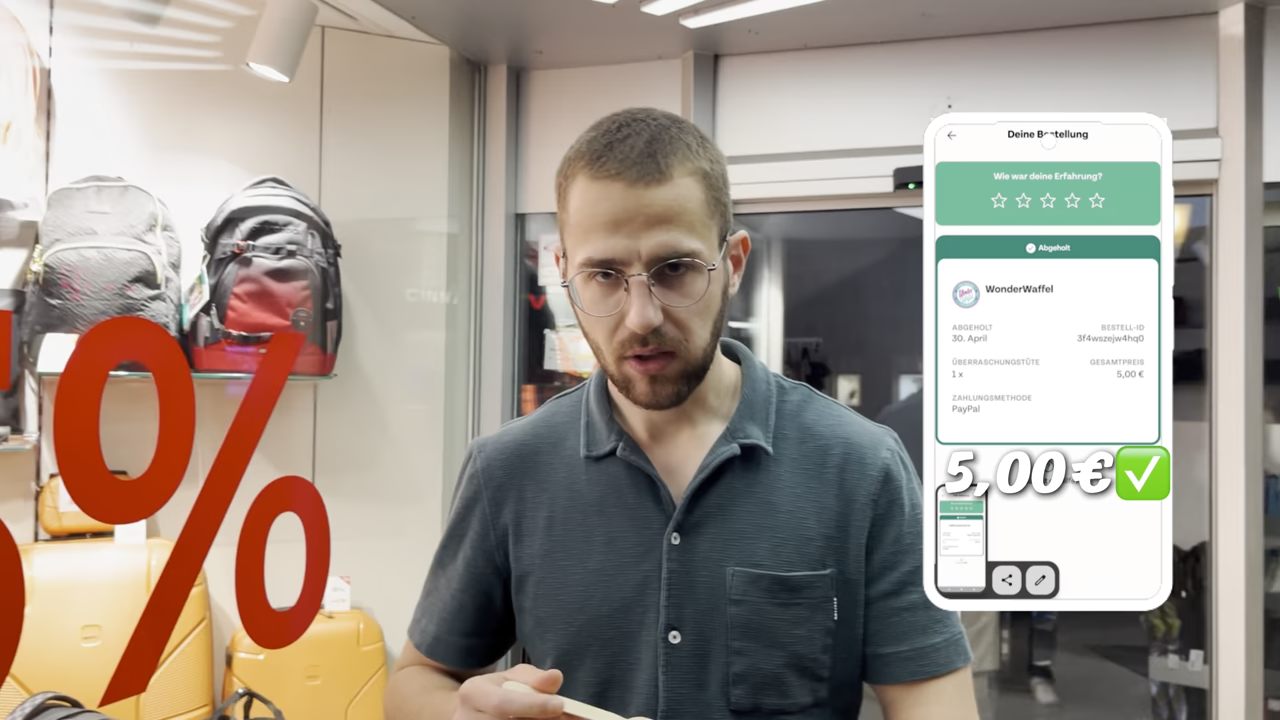 %
Deine Bestellung
Wie war deine Erfahrung?
Abgeholt
WonderWaffel
ABGEHOLT
BESTELL-ID
30. April
3f4wszejw4hq0
ÜBERRASCHUNGSTÜTE
GESAMTPREIS
1 x
5,00 €
ZAHLUNGSMETHODE
PayPal
5,00 €